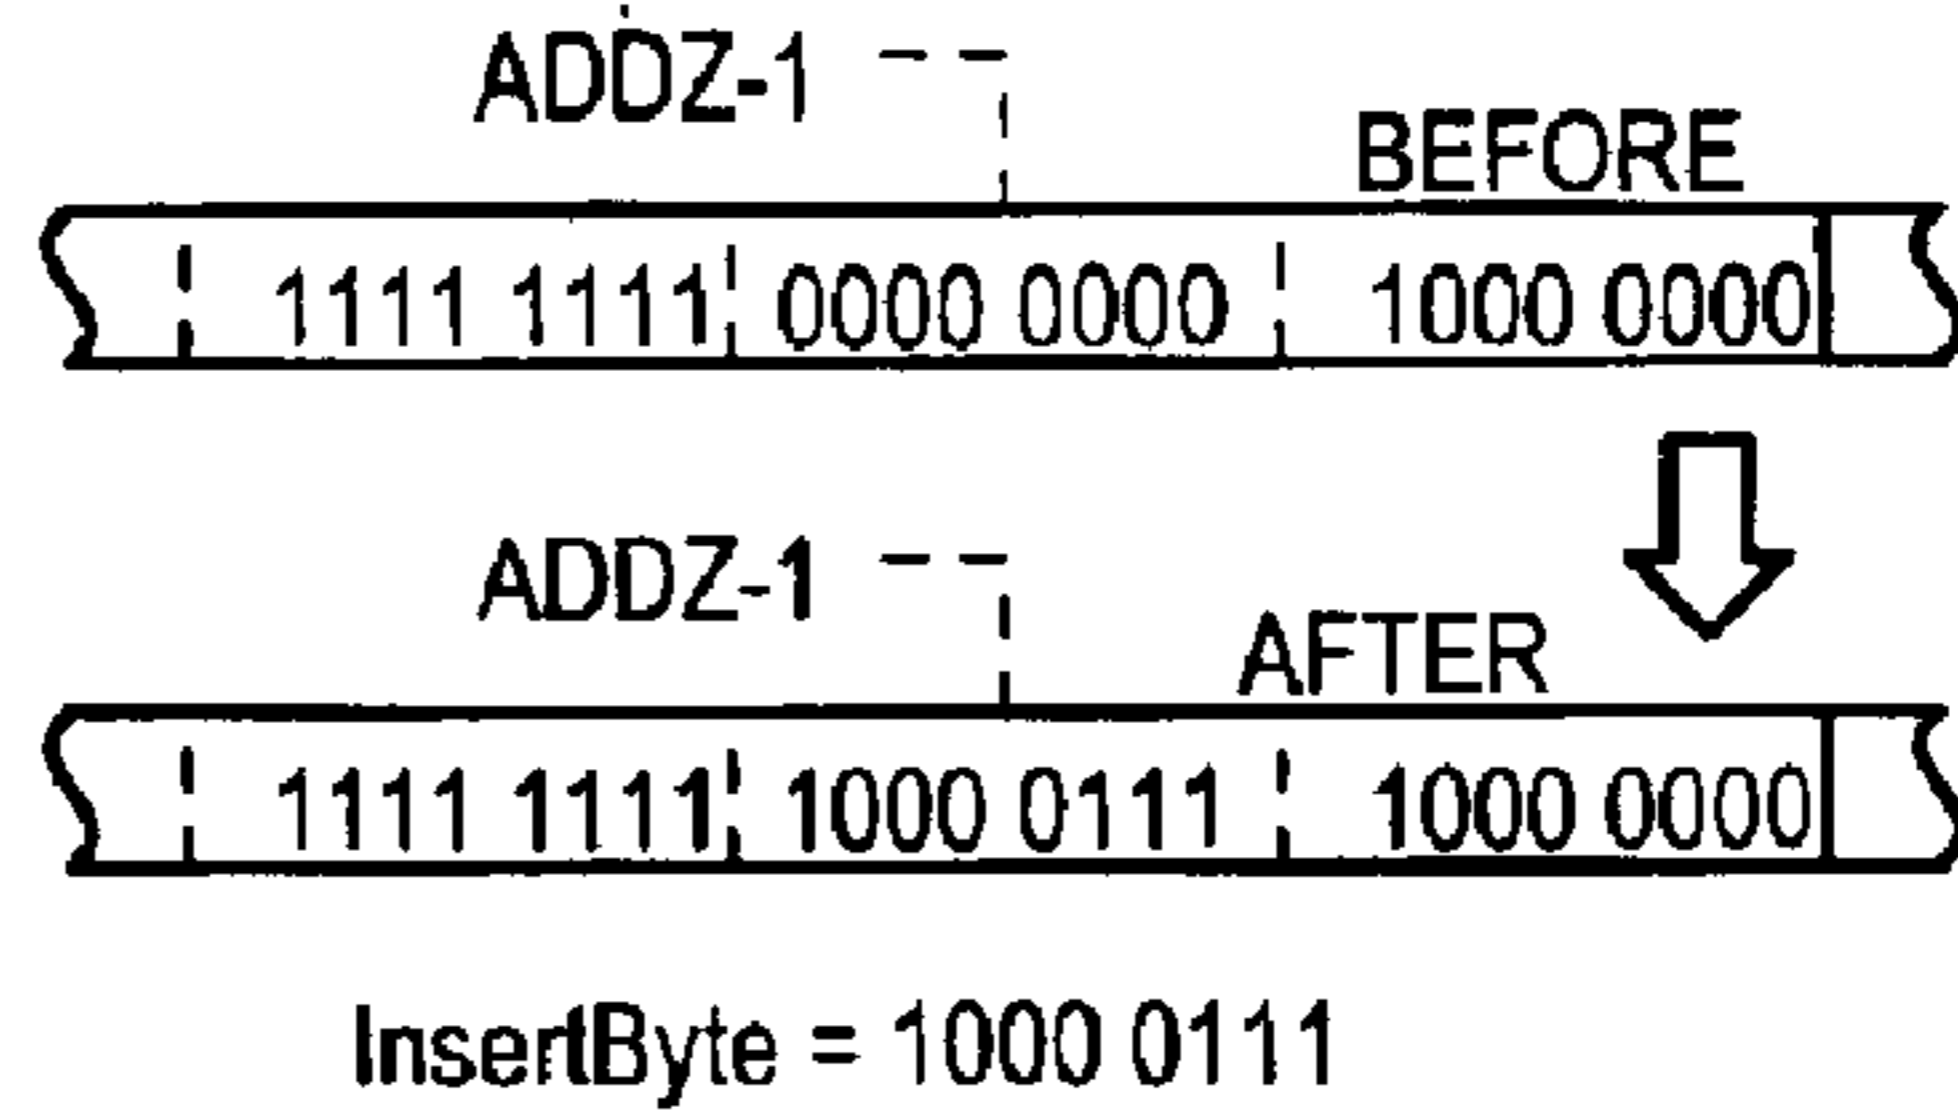 ADDZ-1
BEFORE
1111 1111 0000 0000 1000 0000
ADDZ-1
AFTER
1111 1111 1000 0111 1000 0000
InsertByte = 1000 0111